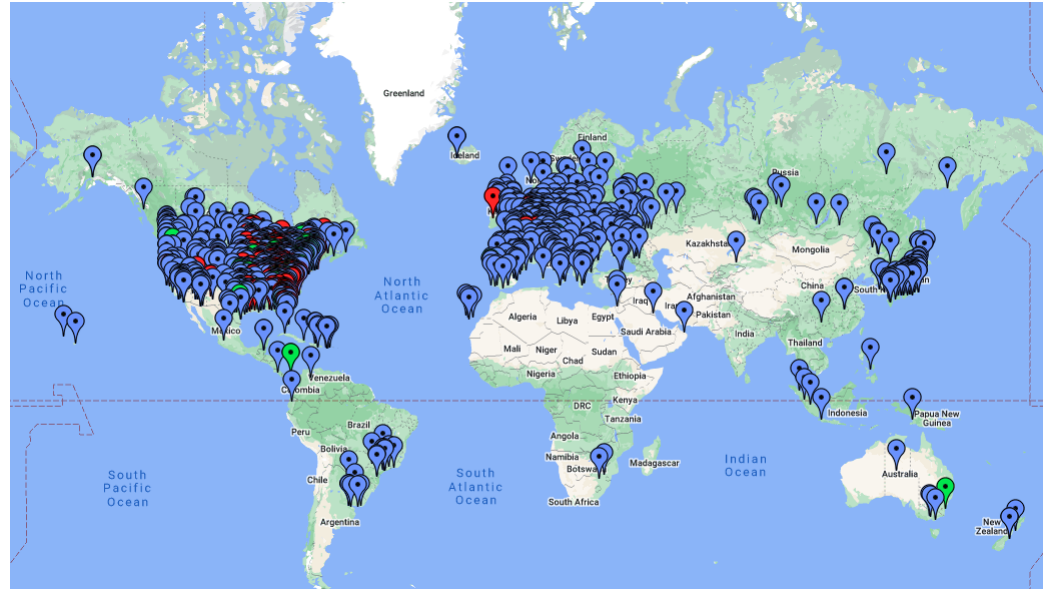 Greenland
Iceland
Finland
Russia
Kazakhstan
Mongolia
North
Pacific
Ocean
North
Atlantic
Ocean
China
Afghanistan
Iraq
Pakistan
Algeria
Libya
Egypt
Saudi Arabia
India
Mexico
Thailand
Mali
Niger
Chad
Sudan
Nigeria
Ethiopia
Venezuela
Colombia
DRC
Kenya
Tanzania
Indonesia
Papua New
Guinea
Peru
Brazil
Bolivia
Angola
Namibia
Botswana
Madagascar
Indian
Ocean
South
Pacific
Ocean
South
Atlantic
Ocean
Chile
Australia
South Africa
Argentina
New
Zealand